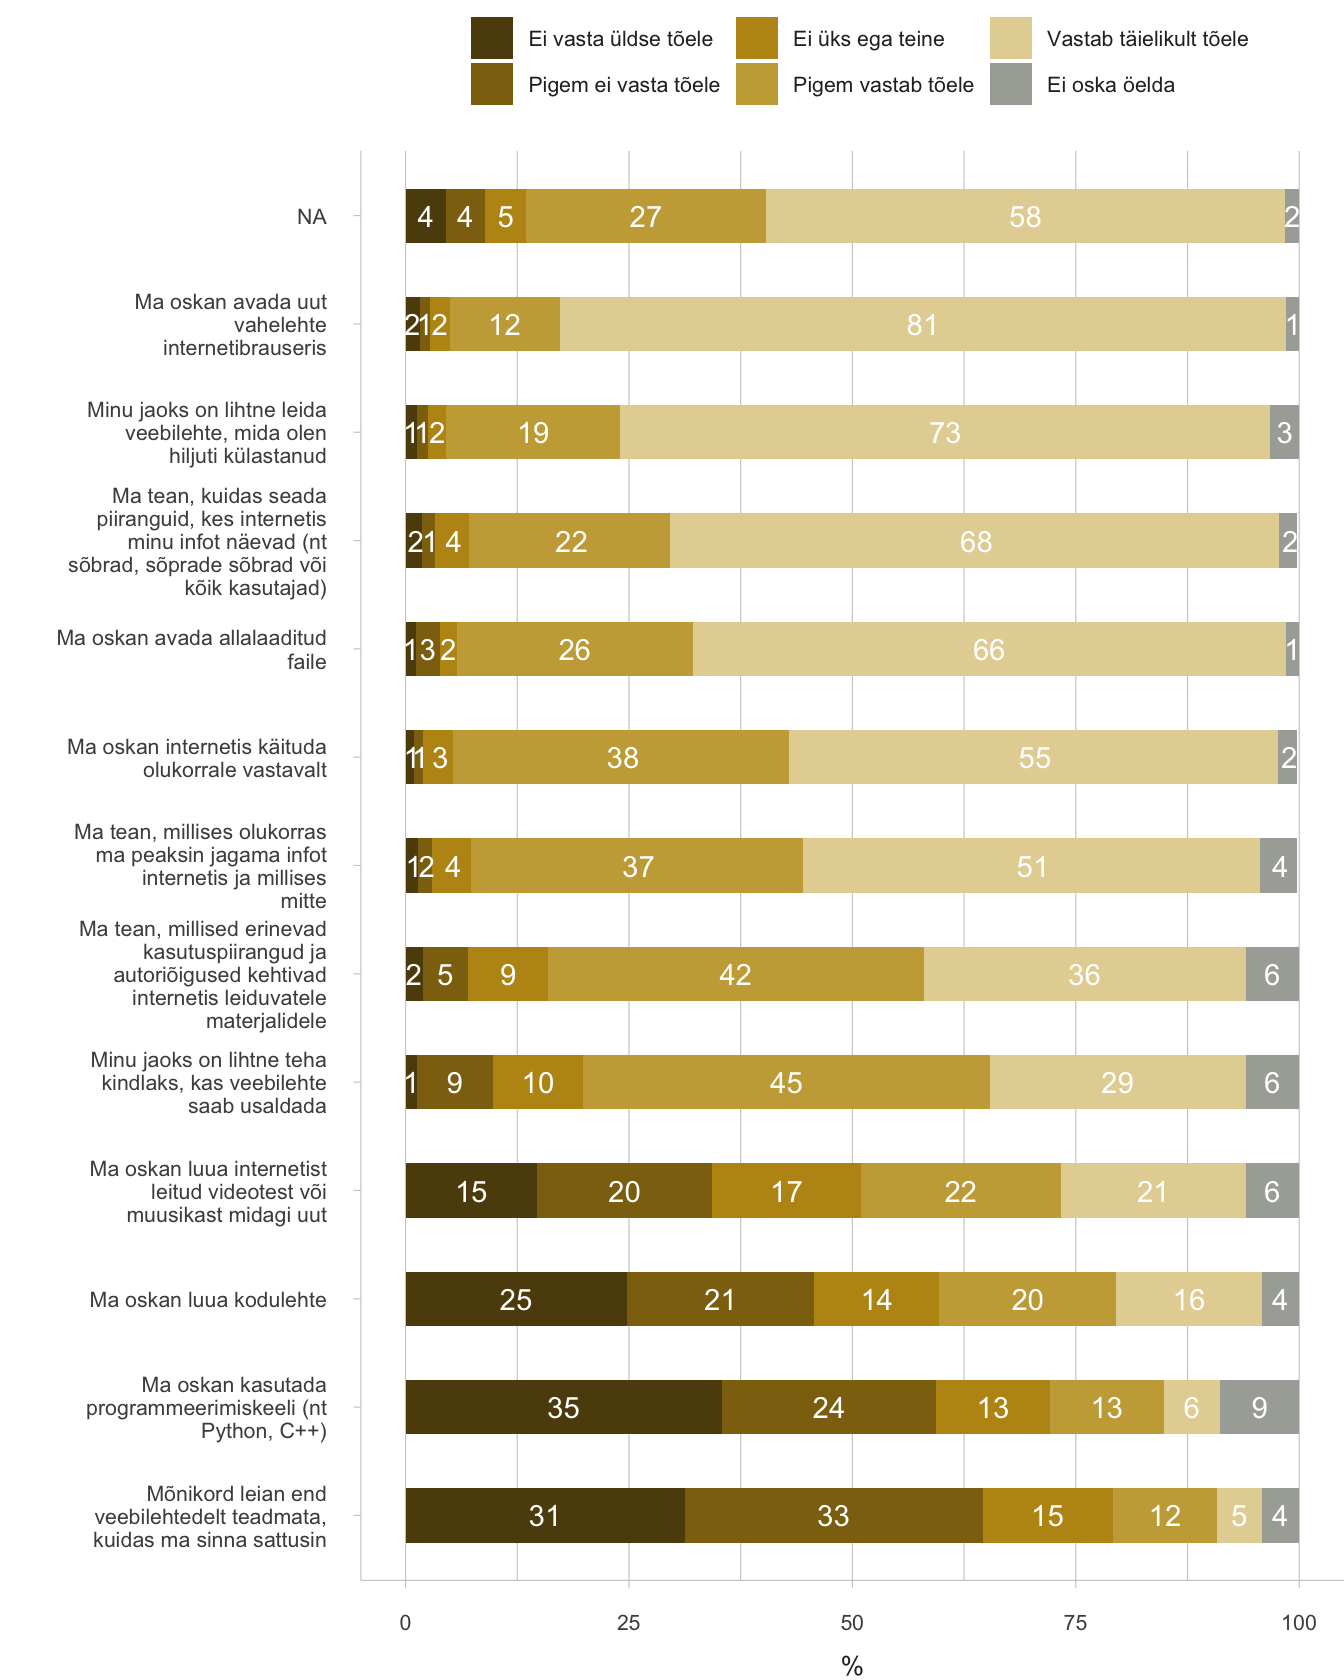 Ei vasta üldse tõele
Ei üks ega teine
Vastab täielikult tõele
Pigem ei vasta tõele
Pigem vastab tõele
Ei oska öelda
NA
4 4 5 27 58 2
Ma oskan avada uut
vahelehte
internetibrauseris
2 1 2 12 81 1
Minu jaoks on lihtne leida
veebilehte, mida olen
hiljuti külastanud
1 1 2 19 73 3
Ma tean, kuidas seada
piiranguid, kes internetis
minu infot näevad (nt
sõbrad, sõprade sõbrad või
kõik kasutajad)
2 1 4 22 68 2
Ma oskan avada allalaaditud
faile
1 3 2 26 66 1
Ma oskan internetis käituda
olukorrale vastavalt
1 1 3 38 55 2
Ma tean, millises olukorras
ma peaksin jagama infot
internetis ja millises
mitte
1 2 4 37 51 4
Ma tean, millised erinevad
kasutuspiirangud ja
autoriõigused kehtivad
internetis leiduvatele
materjalidele
2 5 9 42 36 6
Minu jaoks on lihtne teha
kindlaks, kas veebilehte
saab usaldada
1 9 10 45 29 6
Ma oskan luua internetist
leitud videotest või
muusikast midagi uut
15 20 17 22 21 6
Ma oskan luua kodulehte
25 21 14 20 16 4
Ma oskan kasutada
programmeerimiskeeli (nt
Python, C++)
35 24 13 13 6 9
Mõnikord leian end
veebilehtedelt teadmata,
kuidas ma sinna sattusin
31 33 15 12 5 4
0 25 50 75 100
%